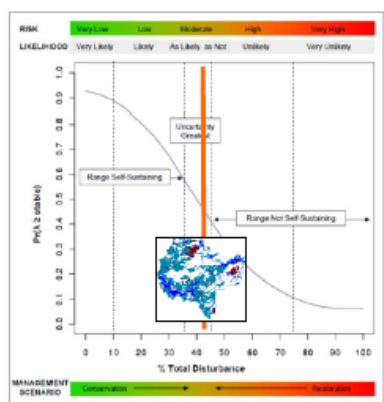 RISK Very Low Low Moderate High Very High
LIKELIHOOD Very Likely Likely As Likely as Not Unlikely Very Unlikely
Uncertainty
Greatest
Range Self-Sustaining
Range Not Self-Sustaining
Pr(λ ≥ stable)
1.0
0.9
0.8
0.7
0.6
0.5
0.4
0.3
0.2
0.1
0.0
0 10 20 30 40 50 60 70 80 90 100
% Total Disturbance
MANAGEMENT
SCENARIO
Conservation
Restoration